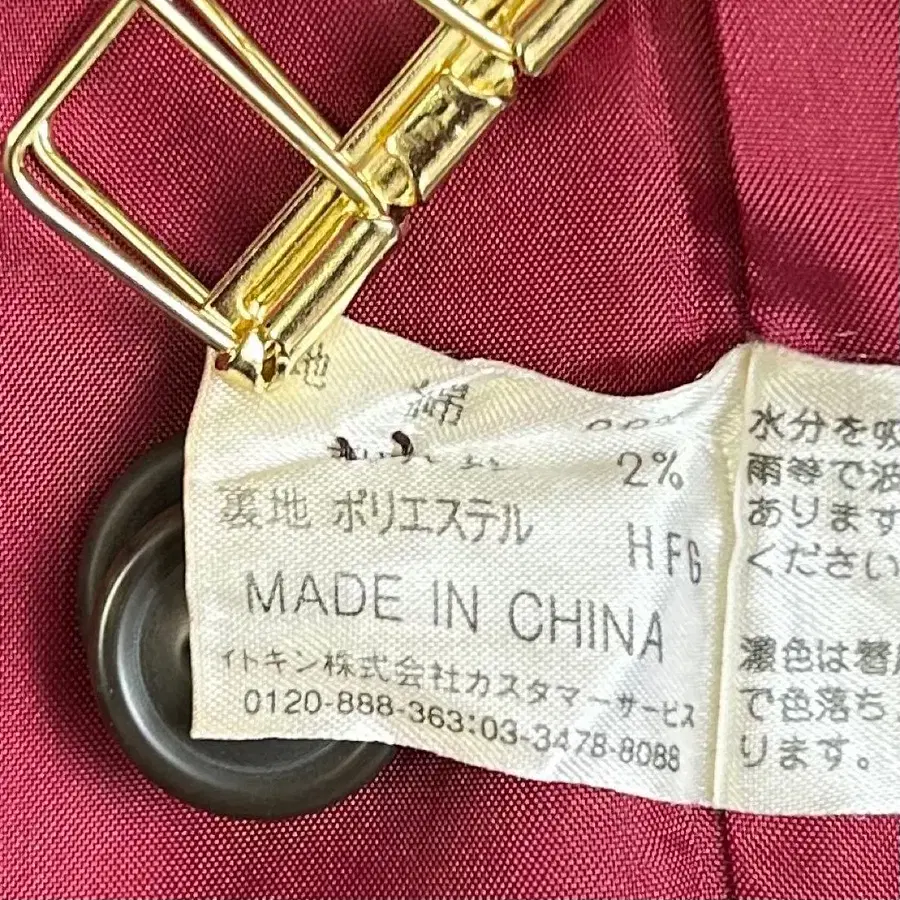 地
綿
2%
裏地 ポリエステル
HFG
MADE IN CHINA
イトキン株式会社カスタマーサービス
0120-888-363:03-3478-8088
水分を吸
雨等で
あります
ください
濃色は
で色落ち
ります。